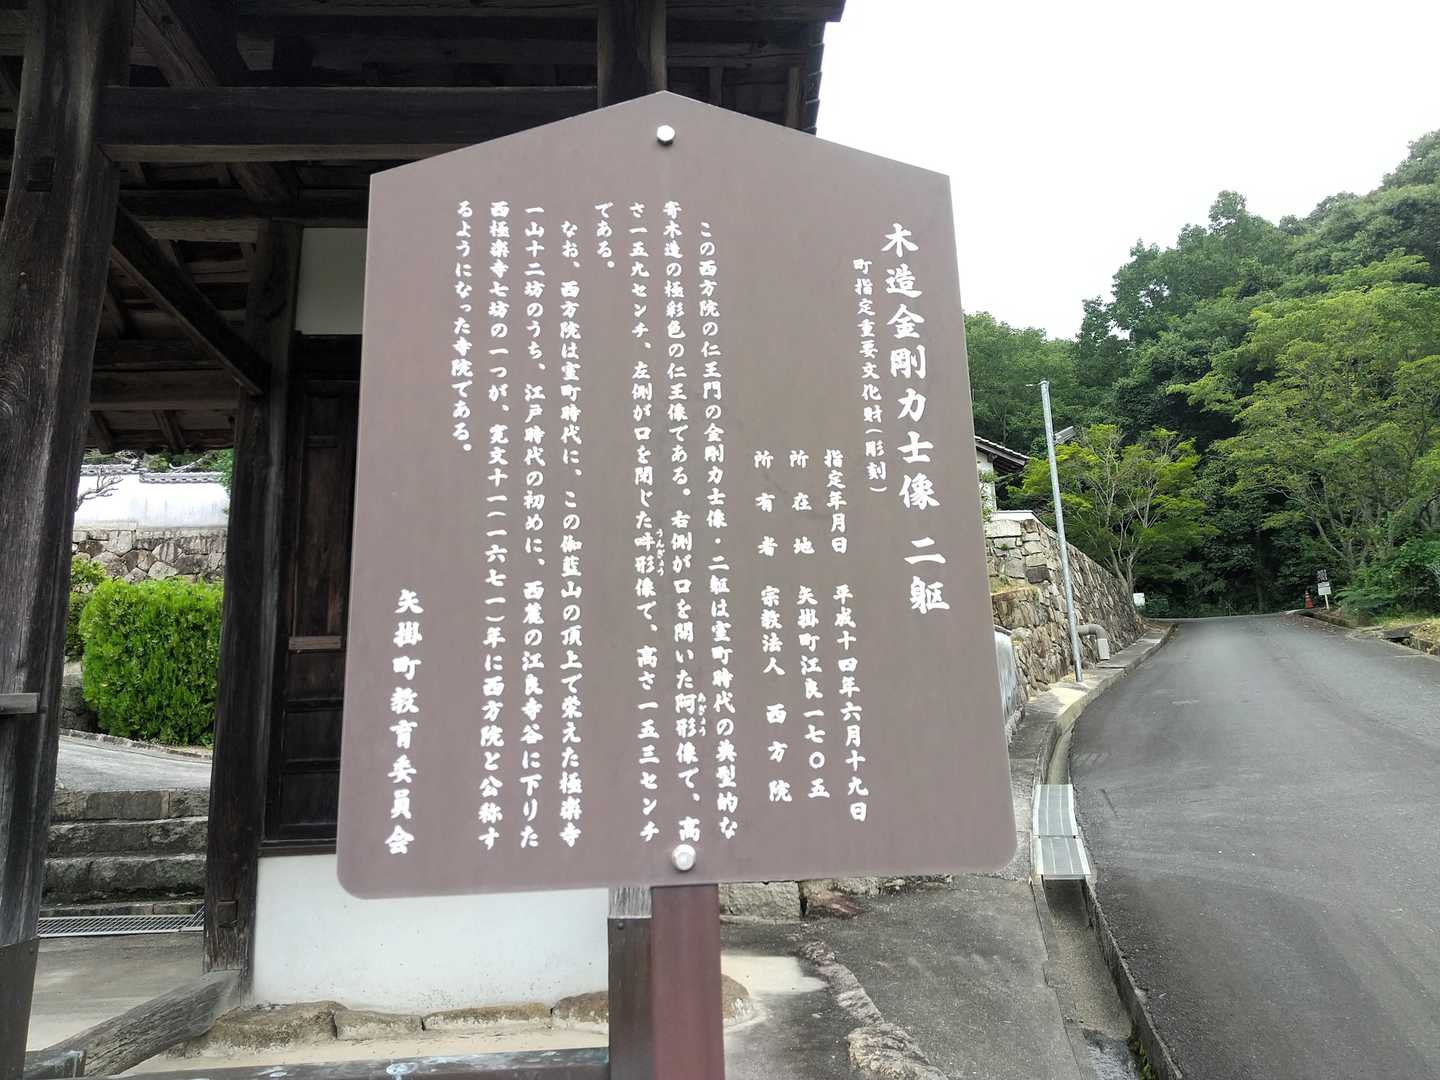 木造金剛力士像 二躯
町指定重要文化財(彫刻)
指定年月日 平成十四年六月十九日
所在地 矢掛町江良一七〇五
所有者 宗教法人 西方院
この西方院の仁王門の金剛力士像・二躯は室町時代の典型的な
寄木造の極彩色の仁王像である。右側が口を開いた阿形像で、高
あぎょう
さ一五九センチ、左側が口を閉じた吽形像で、高さ一五三センチ
うんぎょう
である。
なお、西方院は室町時代に、この伽藍山の頂上で栄えた極楽寺
一山十二坊のうち、江戸時代の初めに、西麓の江良寺谷に下りた
西極楽寺七坊の一つが、寛文十一(一六七一)年に西方院と公称す
るようになった寺院である。
矢掛町教育委員会